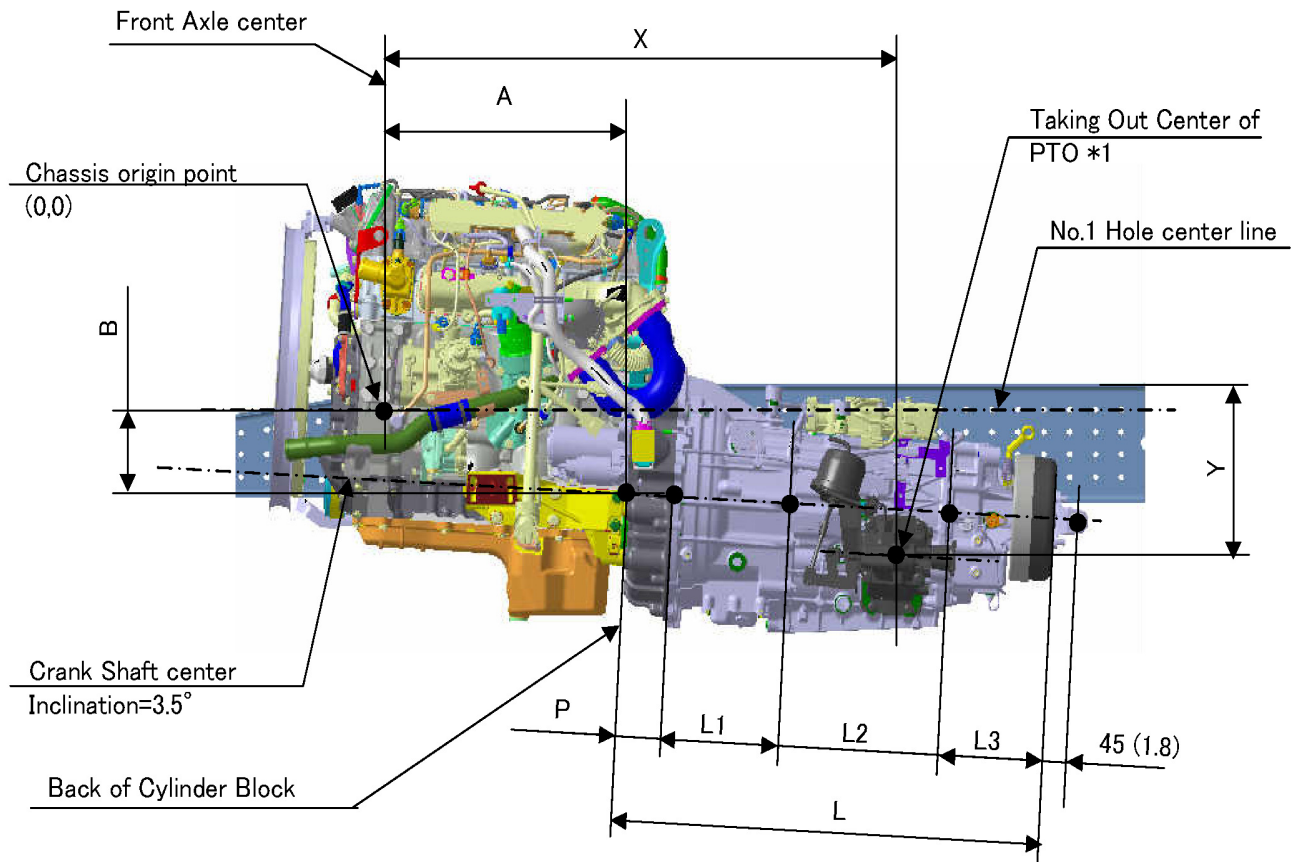 Front Axle center
X
A
Taking Out Center of
PTO *1
Chassis origin point
(0,0)
No.1 Hole center line
B
Y
Crank Shaft center
Inclination=3.5°
P
L1
L2
L3
45 (1.8)
Back of Cylinder Block
L